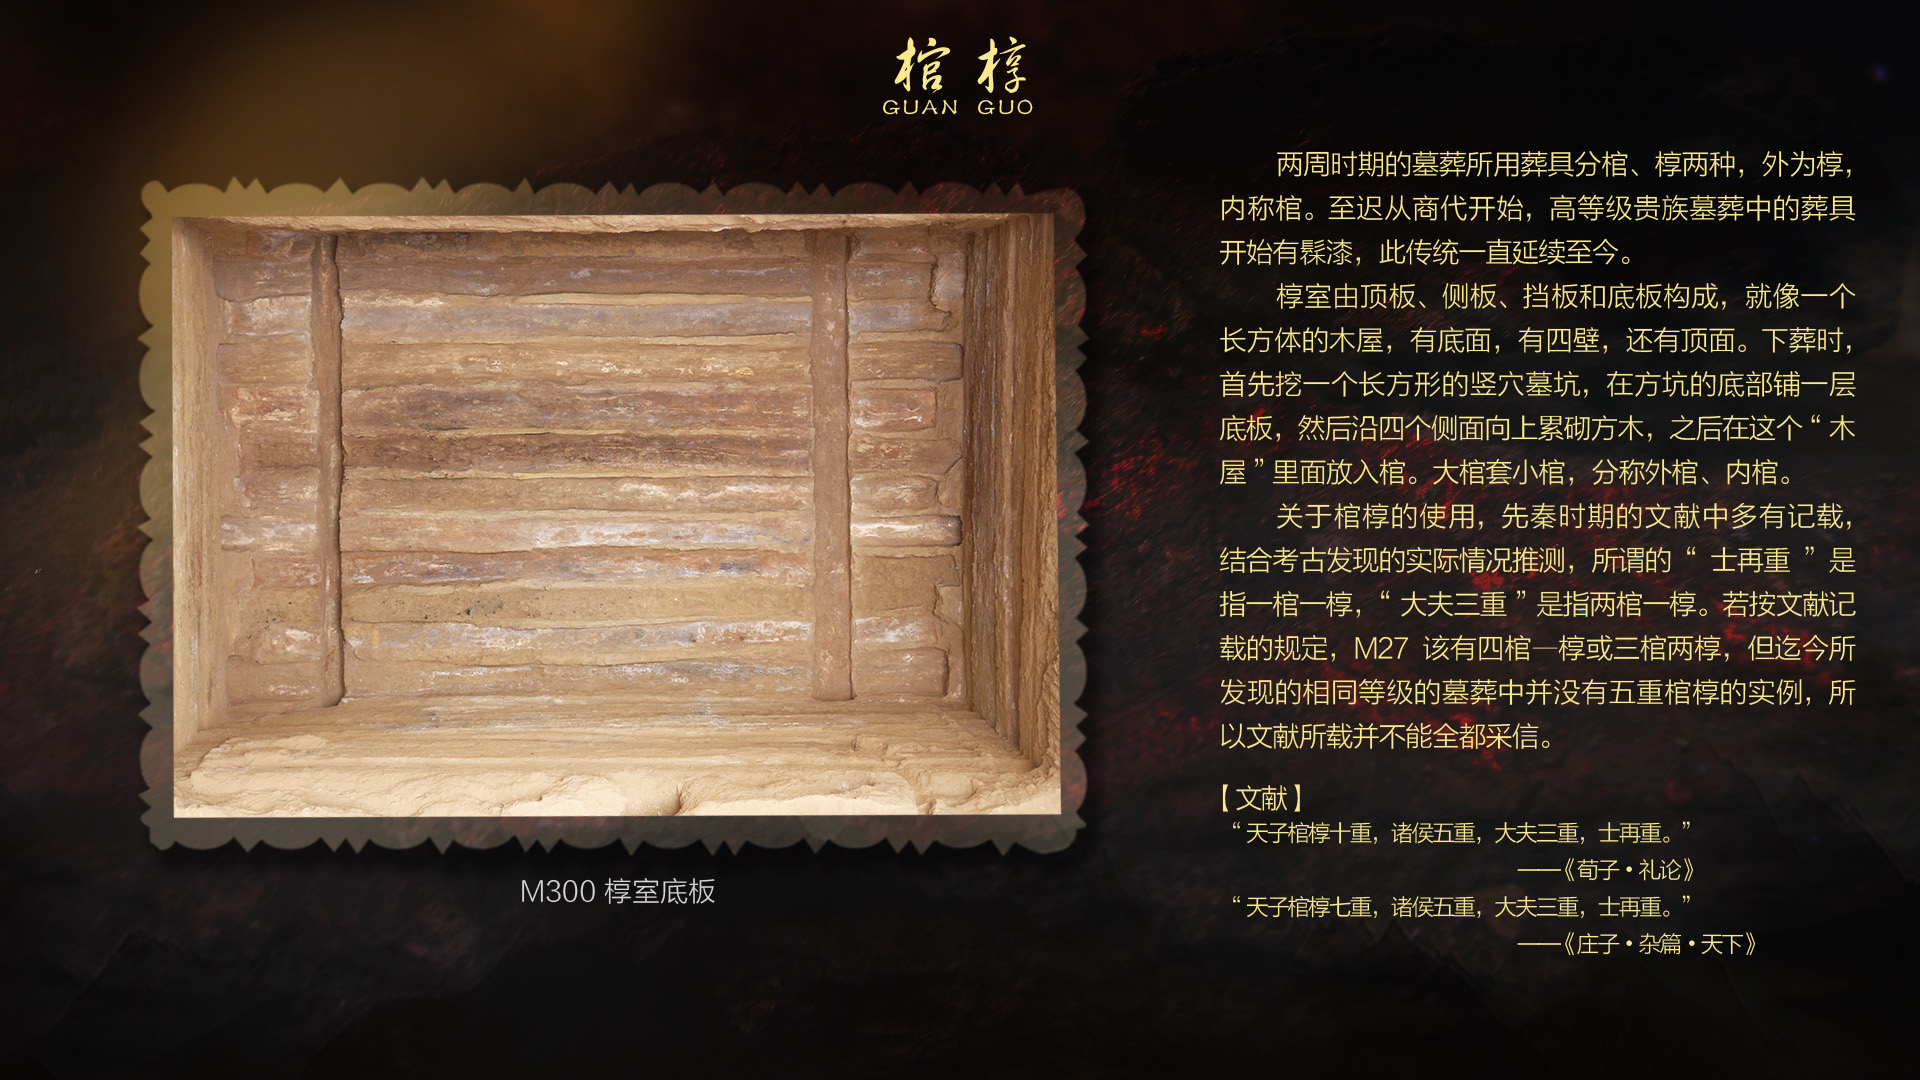 棺 椁
GUAN GUO
两周时期的墓葬所用葬具分棺、椁两种，外为椁，
内称棺。至迟从商代开始，高等级贵族墓葬中的葬具
开始有髹漆，此传统一直延续至今。
椁室由顶板、侧板、挡板和底板构成，就像一个
长方体的木屋，有底面，有四壁，还有顶面。下葬时，
首先挖一个长方形的竖穴墓坑，在方坑的底部铺一层
底板，然后沿四个侧面向上累砌方木，之后在这个“木
屋”里面放入棺。大棺套小棺，分称外棺、内棺。
关于棺椁的使用，先秦时期的文献中多有记载，
结合考古发现的实际情况推测，所谓的“ 士再重 ”是
指一棺一椁，“ 大夫三重 ”是指两棺一椁。若按文献记
载的规定，M27 该有四棺一椁或三棺两椁，但迄今所
发现的相同等级的墓葬中并没有五重棺椁的实例，所
以文献所载并不能全都采信。
【文献】
“天子棺椁十重，诸侯五重，大夫三重，士再重。”
——《荀子·礼论》
“天子棺椁七重，诸侯五重，大夫三重，士再重。”
——《庄子·杂篇·天下》
M300 椁室底板